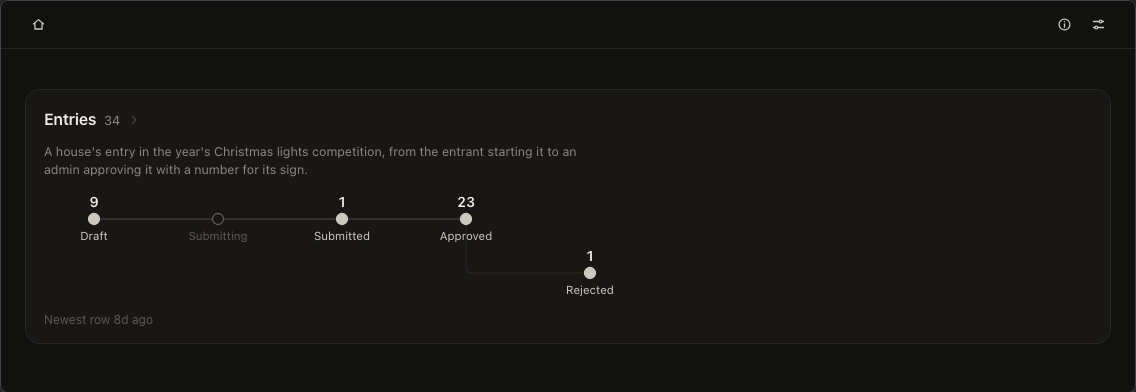 Entries 34
A house's entry in the year's Christmas lights competition, from the entrant starting it to an
admin approving it with a number for its sign.
9 1 23
Draft Submitting Submitted Approved
1
Rejected
Newest row 8d ago